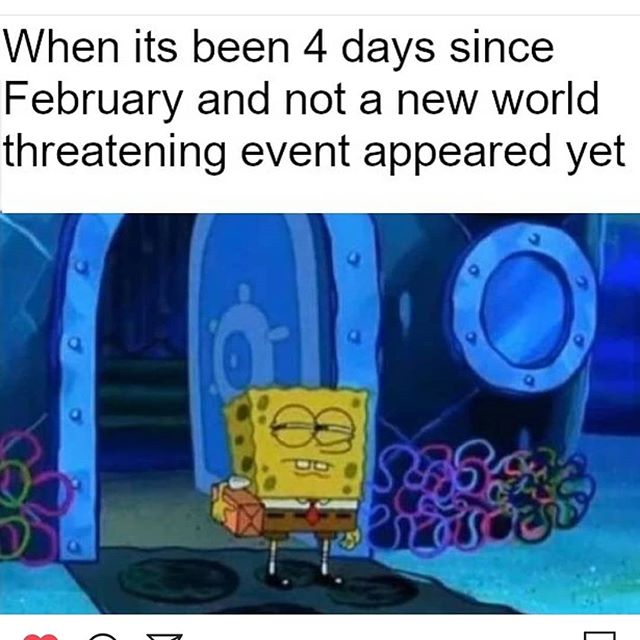 When its been 4 days since
February and not a new world
threatening event appeared yet